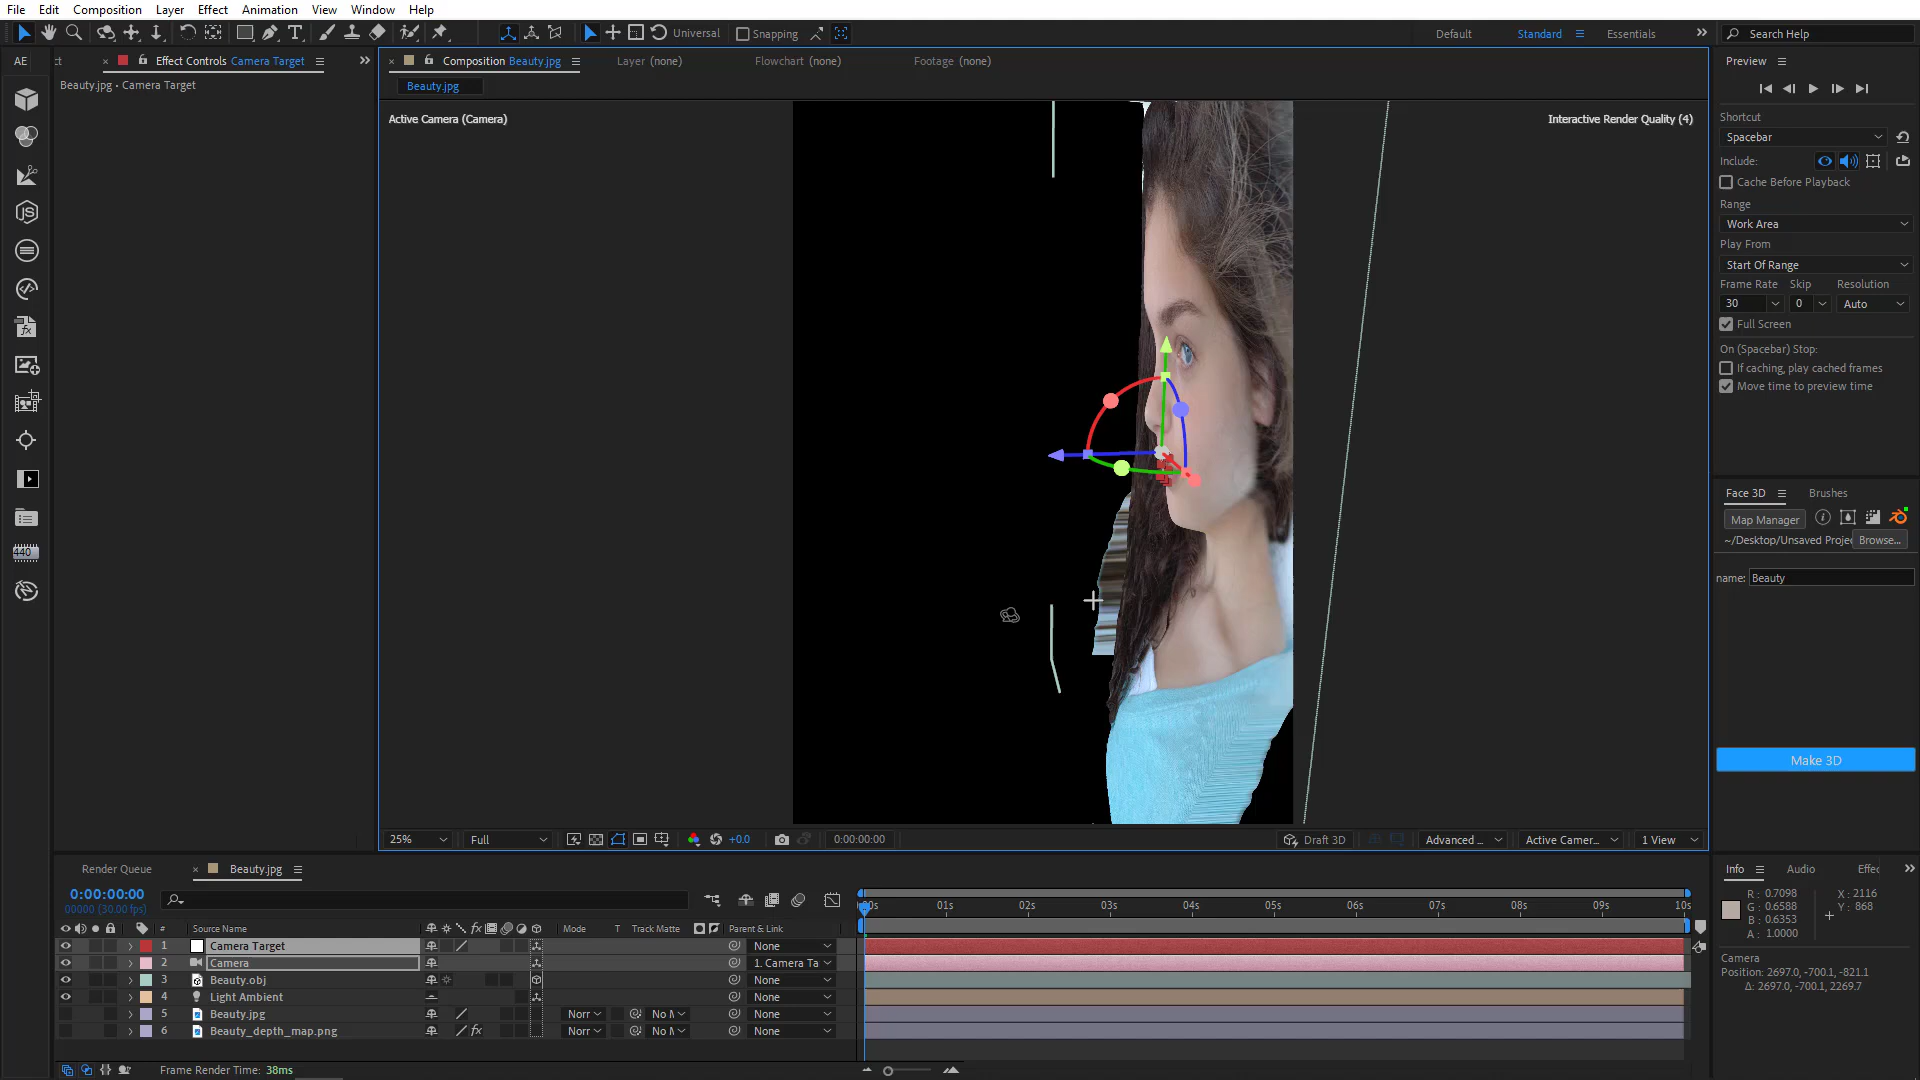 File Edit Composition Layer Effect Animation View Window Help
Universal Snapping Default Standard Essentials Search Help
AE Effect Controls Camera Target
Beauty.jpg • Camera Target
Composition Beauty.jpg Layer (none) Flowchart (none) Footage (none)
Beauty.jpg
Active Camera (Camera) Interactive Render Quality (4)
25% Full +0.0 0:00:00:00 Draft 3D Advanced ... Active Camer... 1 View
Preview
Shortcut
Spacebar
Include:
Cache Before Playback
Range
Work Area
Play From
Start Of Range
Frame Rate Skip Resolution
30 0 Auto
Full Screen
On (Spacebar) Stop:
If caching, play cached frames
Move time to preview time
Face 3D Brushes
Map Manager
~/Desktop/Unsaved Proje Browse...
name: Beauty
Make 3D
440
Render Queue Beauty.jpg
0:00:00:00
00000 (30.00 fps)
# Source Name Mode T Track Matte Parent & Link
1 Camera Target None
2 Camera 1. Camera Ta
3 Beauty.obj None
4 Light Ambient None
5 Beauty.jpg Norr No M None
6 Beauty_depth_map.png Norr No M None
00s 01s 02s 03s 04s 05s 06s 07s 08s 09s 10s
Frame Render Time: 38ms
Info Audio Effec
R: 0.7098 X: 2116
G: 0.6588 Y: 868
B: 0.6353
A: 1.0000
Camera
Position: 2697.0, -700.1, -821.1
Δ: 2697.0, -700.1, 2269.7